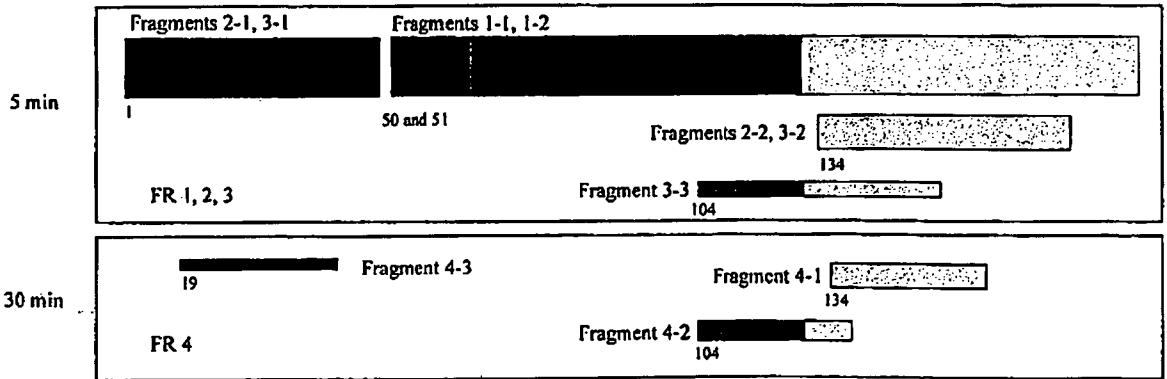 Fragments 2-1, 3-1
Fragments 1-1, 1-2
5 min
1
50 and 51
Fragments 2-2, 3-2
134
FR 1, 2, 3
Fragment 3-3
104
Fragment 4-3
19
Fragment 4-1
134
30 min
Fragment 4-2
104
FR 4